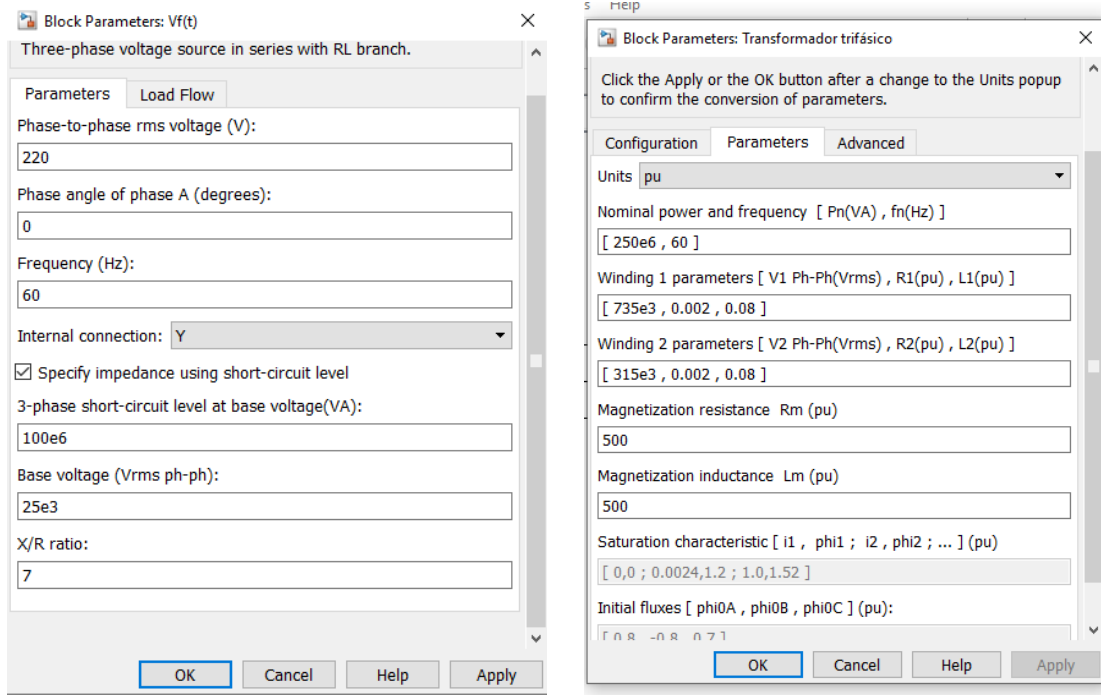 Block Parameters: Vf(t)
Three-phase voltage source in series with RL branch.
Parameters
Load Flow
Phase-to-phase rms voltage (V):
220
Phase angle of phase A (degrees):
0
Frequency (Hz):
60
Internal connection: Y
Specify impedance using short-circuit level
3-phase short-circuit level at base voltage(VA):
100e6
Base voltage (Vrms ph-ph):
25e3
X/R ratio:
7
OK
Cancel
Help
Apply
s Help
Block Parameters: Transformador trifásico
Click the Apply or the OK button after a change to the Units popup
to confirm the conversion of parameters.
Configuration
Parameters
Advanced
Units pu
Nominal power and frequency [ Pn(VA) , fn(Hz) ]
[ 250e6 , 60 ]
Winding 1 parameters [ V1 Ph-Ph(Vrms) , R1(pu) , L1(pu) ]
[ 735e3 , 0.002 , 0.08 ]
Winding 2 parameters [ V2 Ph-Ph(Vrms) , R2(pu) , L2(pu) ]
[ 315e3 , 0.002 , 0.08 ]
Magnetization resistance Rm (pu)
500
Magnetization inductance Lm (pu)
500
Saturation characteristic [ i1 , phi1 ; i2 , phi2 ; ... ] (pu)
[ 0,0 ; 0.0024,1.2 ; 1.0,1.52 ]
Initial fluxes [ phi0A , phi0B , phi0C ] (pu):
[ 0.8 , -0.8 , 0.7 ]
OK
Cancel
Help
Apply